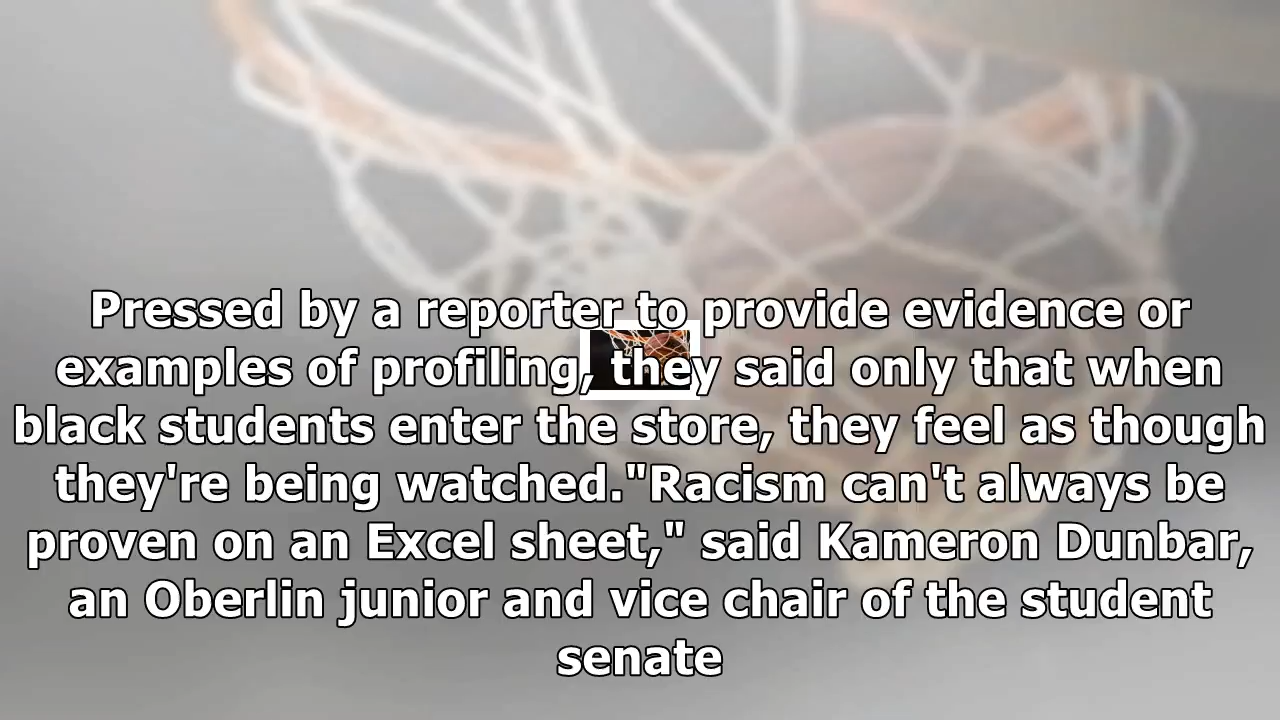 Pressed by a reporter to provide evidence or
examples of profiling, they said only that when
black students enter the store, they feel as though
they're being watched."Racism can't always be
proven on an Excel sheet," said Kameron Dunbar,
an Oberlin junior and vice chair of the student
senate